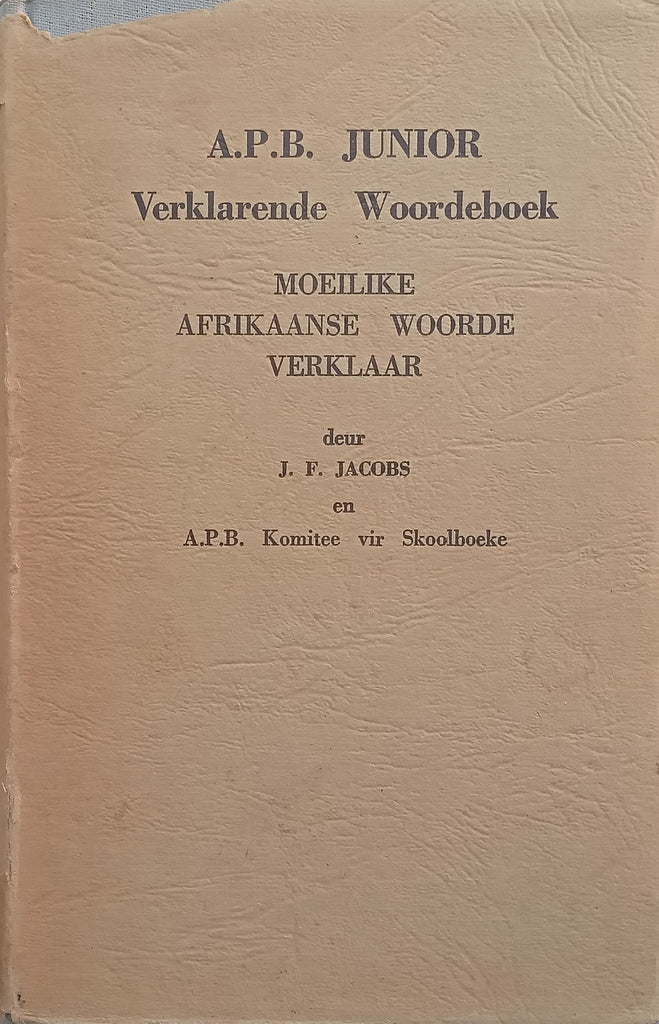 A.P.B. JUNIOR
Verklarende Woordeboek
MOEILIKE
AFRIKAANSE WOORDE
VERKLAAR
deur
J. F. JACOBS
en
A.P.B. Komitee vir Skoolboeke